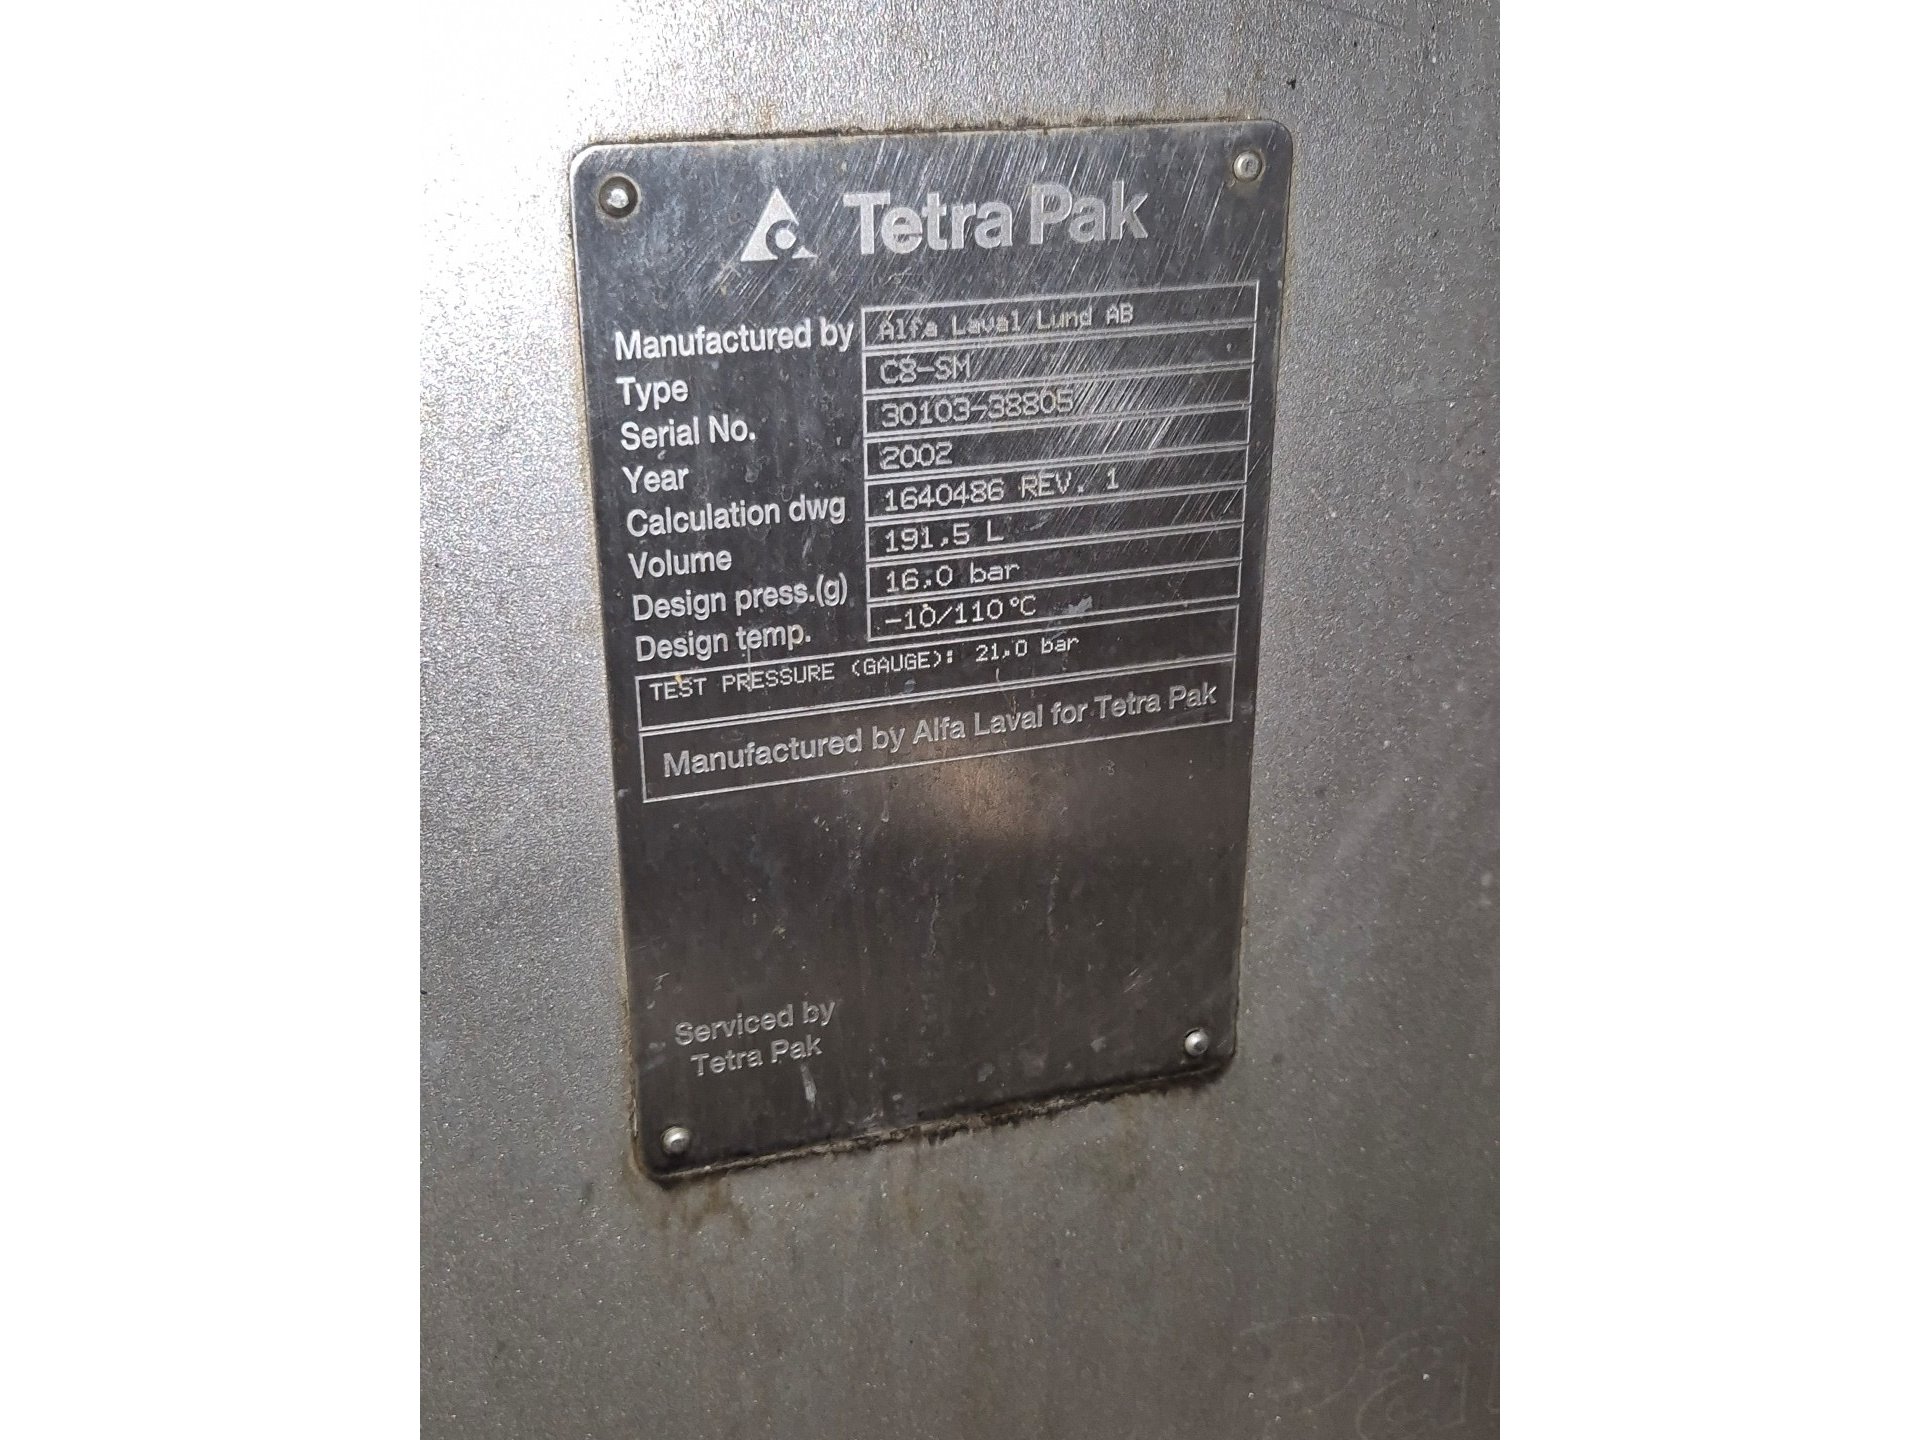 Tetra Pak
Manufactured by Alfa Laval Lund AB
Type C8-SM
Serial No. 30103-38805
Year 2002
Calculation dwg 1640486 REV. 1
Volume 191.5 L
Design press.(g) 16.0 bar
Design temp. -10/110°C
TEST PRESSURE (GAUGE): 21.0 bar
Manufactured by Alfa Laval for Tetra Pak
Serviced by
Tetra Pak